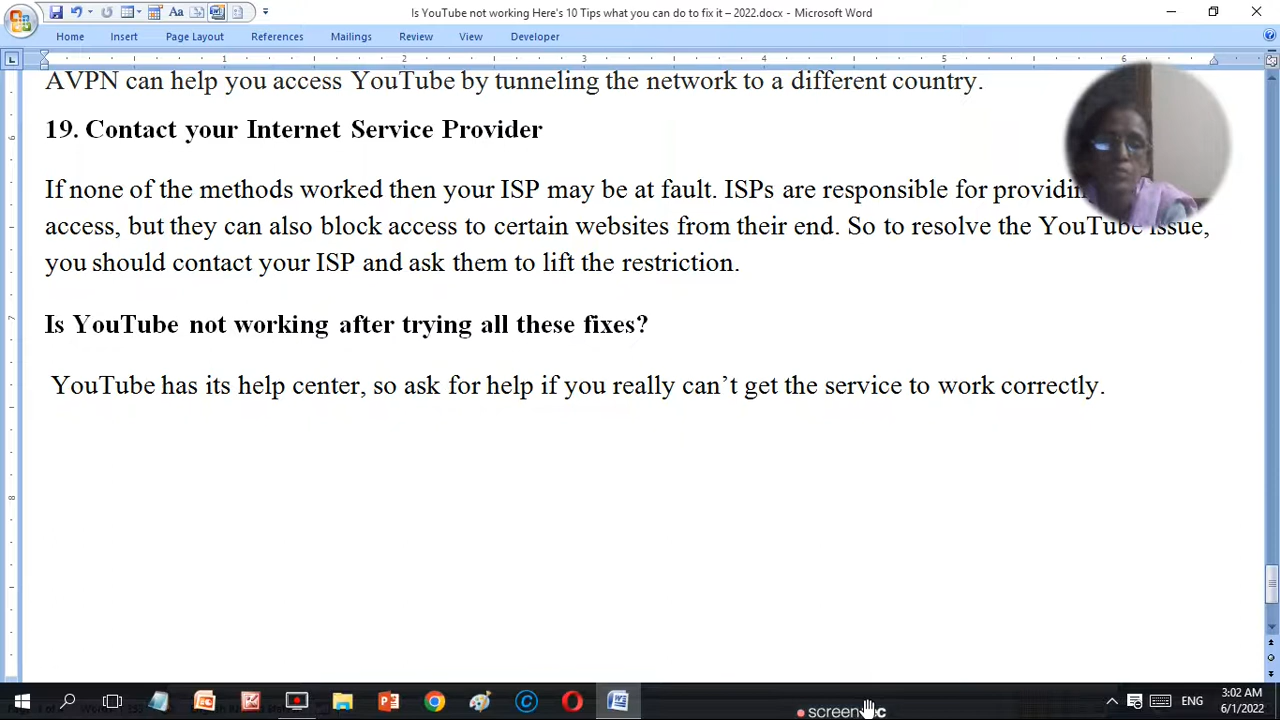 Is YouTube not working Here's 10 Tips what you can do to fix it – 2022.docx - Microsoft Word
Home Insert Page Layout References Mailings Review View Developer
1 2 3 4 5 6
AVPN can help you access YouTube by tunneling the network to a different country.
19. Contact your Internet Service Provider
If none of the methods worked then your ISP may be at fault. ISPs are responsible for
access, but they can also block access to certain websites from their end. So to resolve the YouTube issue,
you should contact your ISP and ask them to lift the restriction.
Is YouTube not working after trying all these fixes?
YouTube has its help center, so ask for help if you really can’t get the service to work correctly.
ENG
3:02 AM
6/1/2022